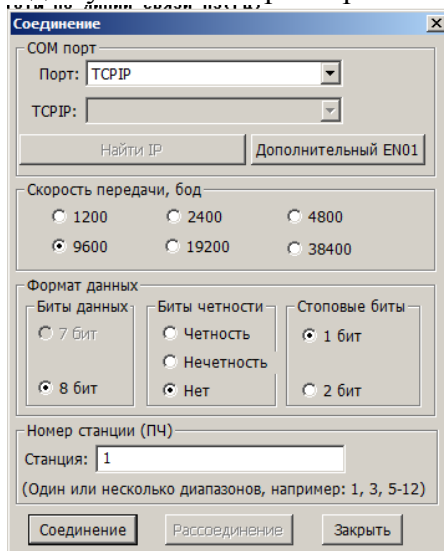 Соединение
COM порт
Порт: TCPIP
TCPIP:
Найти IP Дополнительный EN01
Скорость передачи, бод
1200 2400 4800
9600 19200 38400
Формат данных
Биты данных Биты четности Стоповые биты
7 бит Четность 1 бит
Нечетность
8 бит Нет 2 бит
Номер станции (ПЧ)
Станция: 1
(Один или несколько диапазонов, например: 1, 3, 5-12)
Соединение Рассоединение Закрыть